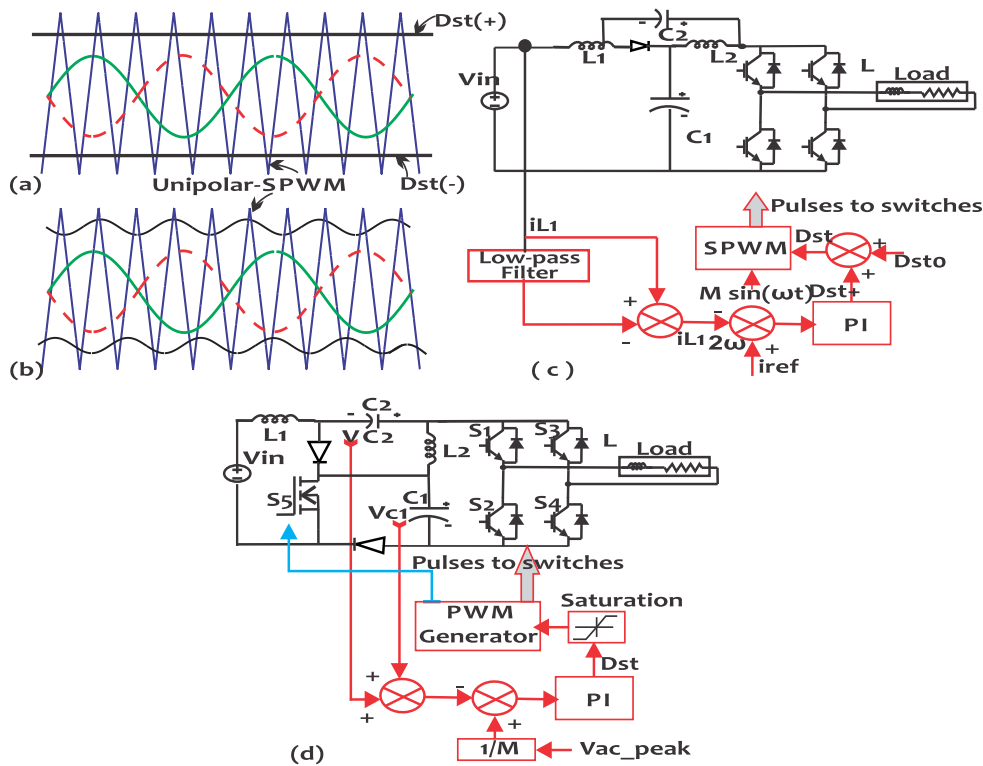 Dst(+)
Dst(-)
(a)
Unipolar-SPWM
(b)
- C2 +
L1
L2
Vin
+
-
+
C1
-
L
Load
Pulses to switches
iL1
SPWM
Dst
+
Dsto
Low-pass
Filter
+
M sin(ωt)
Dst+
+
-
PI
-
iL1 2ω
+
iref
(c)
C2
- +
L1
V C2
L2
Vin
+
-
S1
S3
L
Load
S5
C1
+
-
Vc1
S2
S4
Pulses to switches
PWM
Generator
Saturation
Dst
+
+
-
PI
+
1/M
Vac_peak
(d)